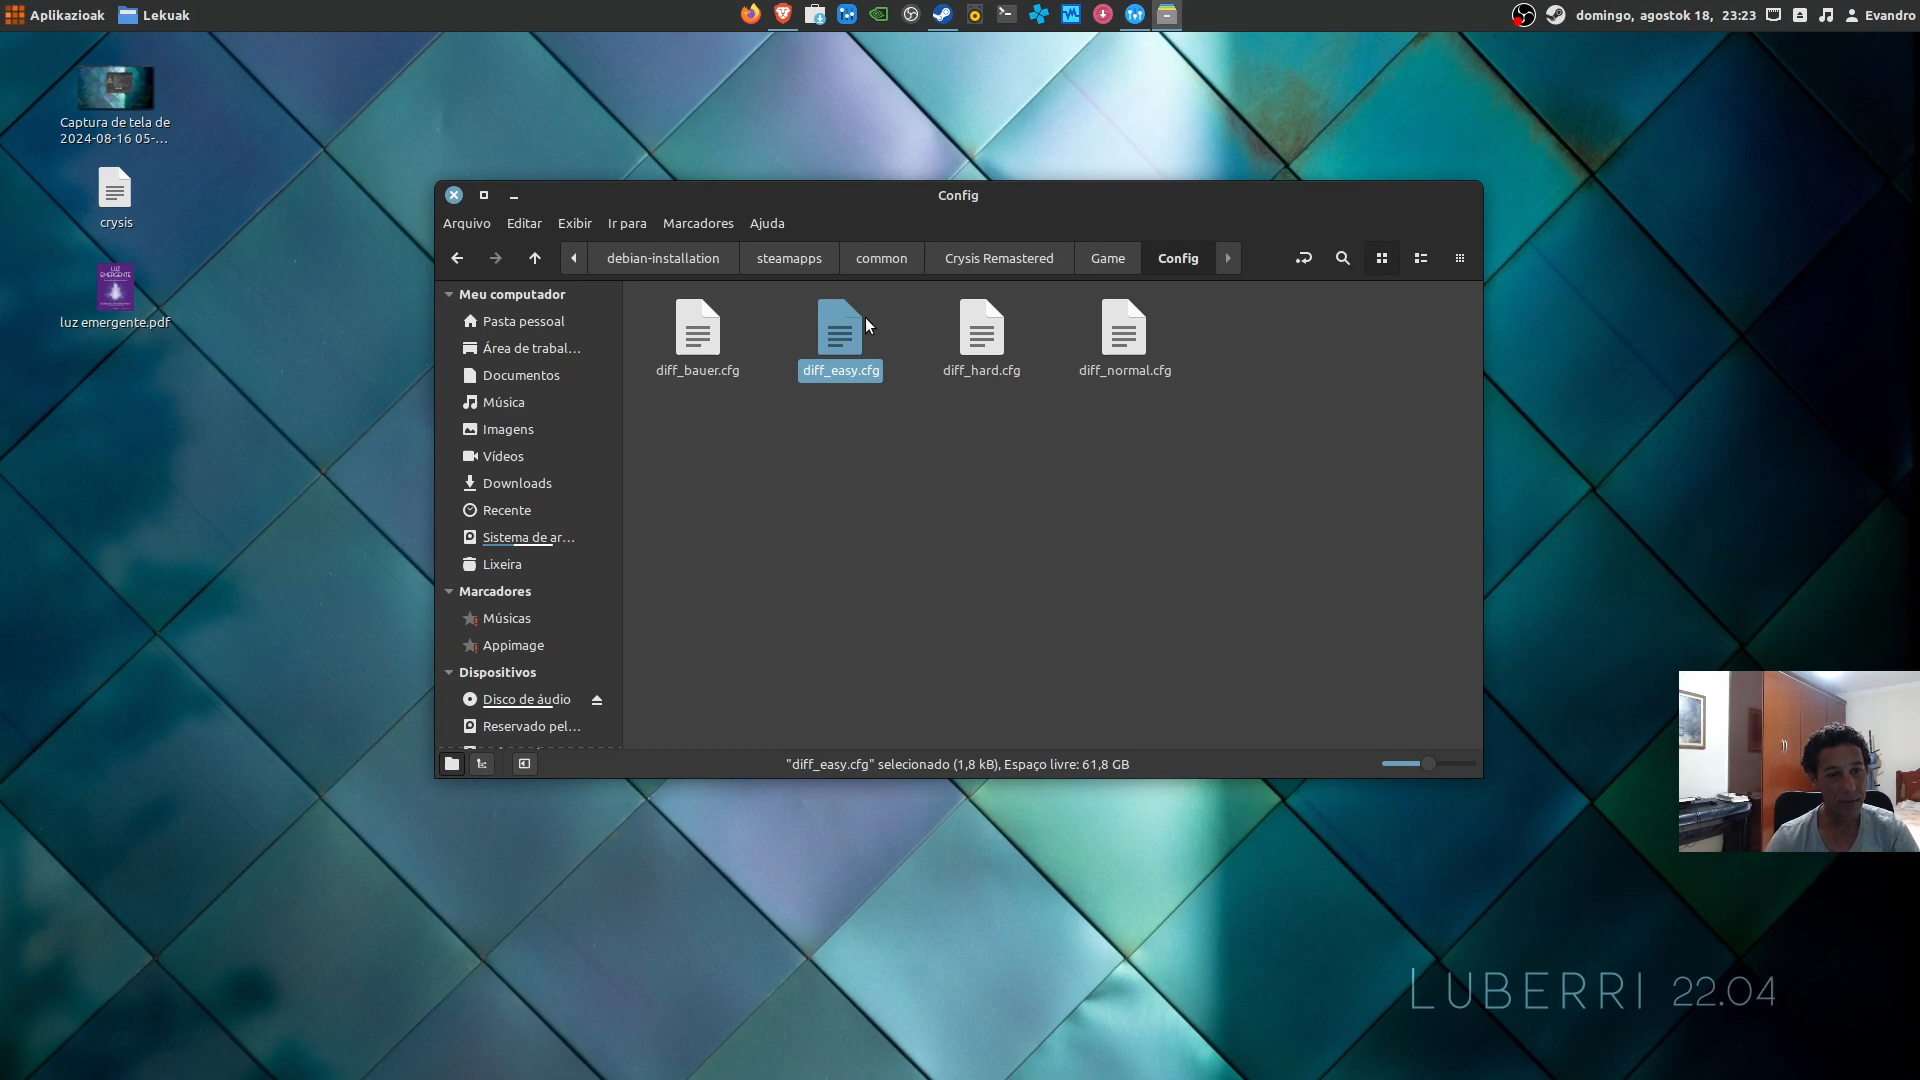 Aplikazioak
Lekuak
domingo, agostok 18, 23:23
Evandro
Captura de tela de
2024-08-16 05-...
crysis
LUZ
EMERGENTE
luz emergente.pdf
Config
Arquivo Editar Exibir Ir para Marcadores Ajuda
debian-installation steamapps common Crysis Remastered Game Config
Meu computador
Pasta pessoal
Área de trabal...
Documentos
Música
Imagens
Vídeos
Downloads
Recente
Sistema de ar...
Lixeira
Marcadores
Músicas
Appimage
Dispositivos
Disco de áudio
Reservado pel...
diff_bauer.cfg
diff_easy.cfg
diff_hard.cfg
diff_normal.cfg
"diff_easy.cfg" selecionado (1,8 kB), Espaço livre: 61,8 GB
LUBERRI 22.04